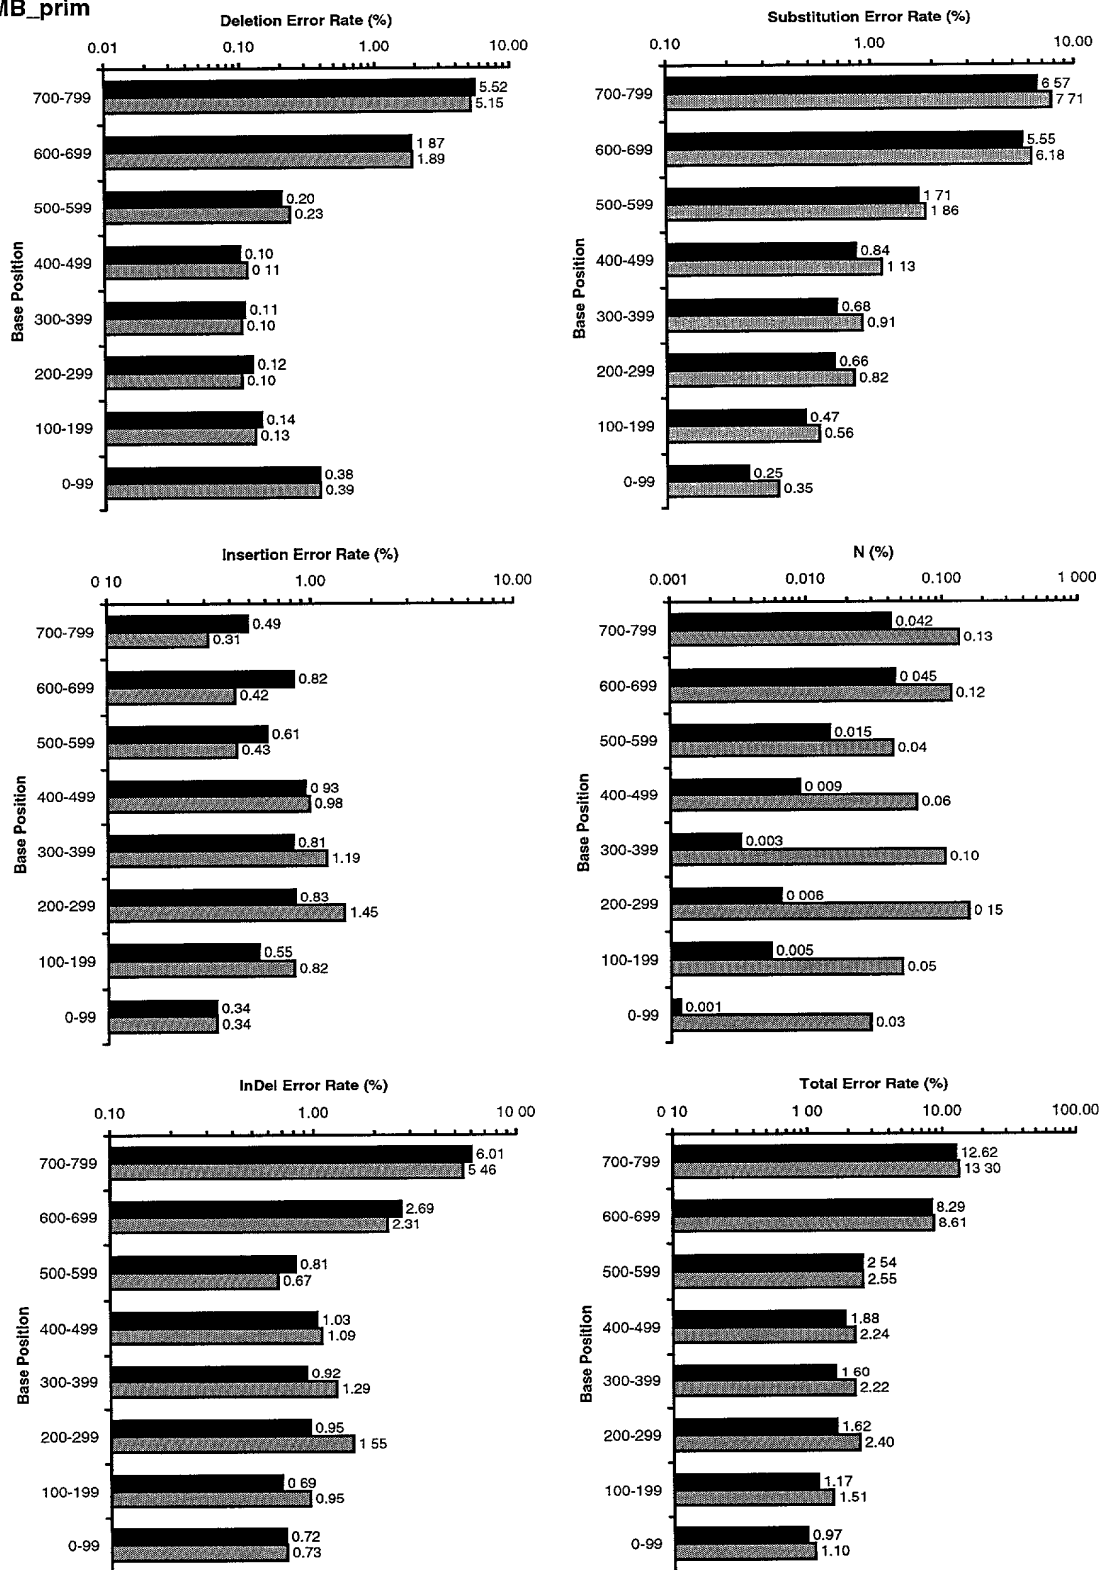 MB_prim
Deletion Error Rate (%)
0.01 0.10 1.00 10.00
Base Position
700-799 5.52
5.15
600-699 1 87
1.89
500-599 0.20
0.23
400-499 0.10
0 11
300-399 0.11
0.10
200-299 0.12
0.10
100-199 0.14
0.13
0-99 0.38
0.39
Substitution Error Rate (%)
0.10 1.00 10.00
Base Position
700-799 6 57
7 71
600-699 5.55
6.18
500-599 1 71
1 86
400-499 0.84
1 13
300-399 0.68
0.91
200-299 0.66
0.82
100-199 0.47
0.56
0-99 0.25
0.35
Insertion Error Rate (%)
0 10 1.00 10.00
Base Position
700-799 0.49
0.31
600-699 0.82
0.42
500-599 0.61
0.43
400-499 0 93
0.98
300-399 0.81
1.19
200-299 0.83
1.45
100-199 0.55
0.82
0-99 0.34
0.34
N (%)
0.001 0.010 0.100 1 000
Base Position
700-799 0.042
0.13
600-699 0 045
0.12
500-599 0.015
0.04
400-499 0 009
0.06
300-399 0.003
0.10
200-299 0 006
0 15
100-199 0.005
0.05
0-99 0.001
0.03
InDel Error Rate (%)
0.10 1.00 10 00
Base Position
700-799 6.01
5 46
600-699 2.69
2.31
500-599 0.81
0.67
400-499 1.03
1.09
300-399 0.92
1.29
200-299 0.95
1 55
100-199 0 69
0.95
0-99 0.72
0.73
Total Error Rate (%)
0 10 1 00 10.00 100.00
Base Position
700-799 12.62
13 30
600-699 8.29
8.61
500-599 2 54
2.55
400-499 1.88
2.24
300-399 1 60
2.22
200-299 1.62
2.40
100-199 1.17
1.51
0-99 0.97
1.10